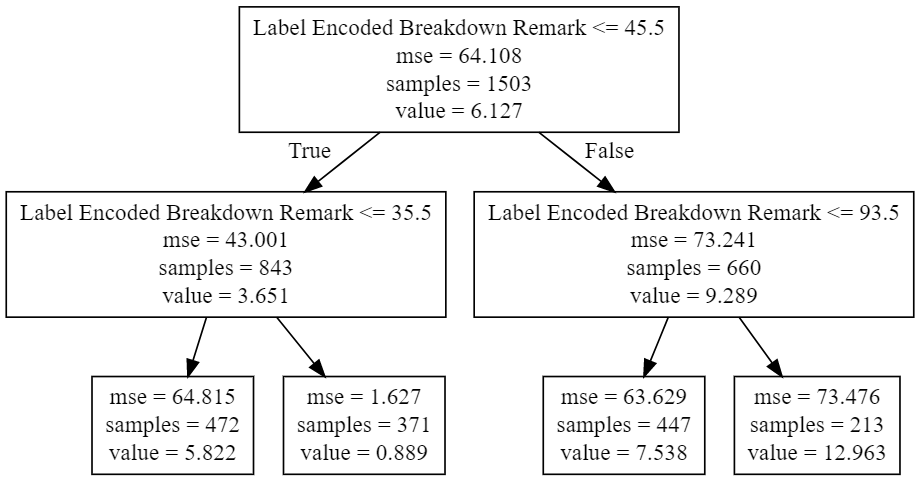 Label Encoded Breakdown Remark <= 45.5
mse = 64.108
samples = 1503
value = 6.127
True
False
Label Encoded Breakdown Remark <= 35.5
mse = 43.001
samples = 843
value = 3.651
Label Encoded Breakdown Remark <= 93.5
mse = 73.241
samples = 660
value = 9.289
mse = 64.815
samples = 472
value = 5.822
mse = 1.627
samples = 371
value = 0.889
mse = 63.629
samples = 447
value = 7.538
mse = 73.476
samples = 213
value = 12.963